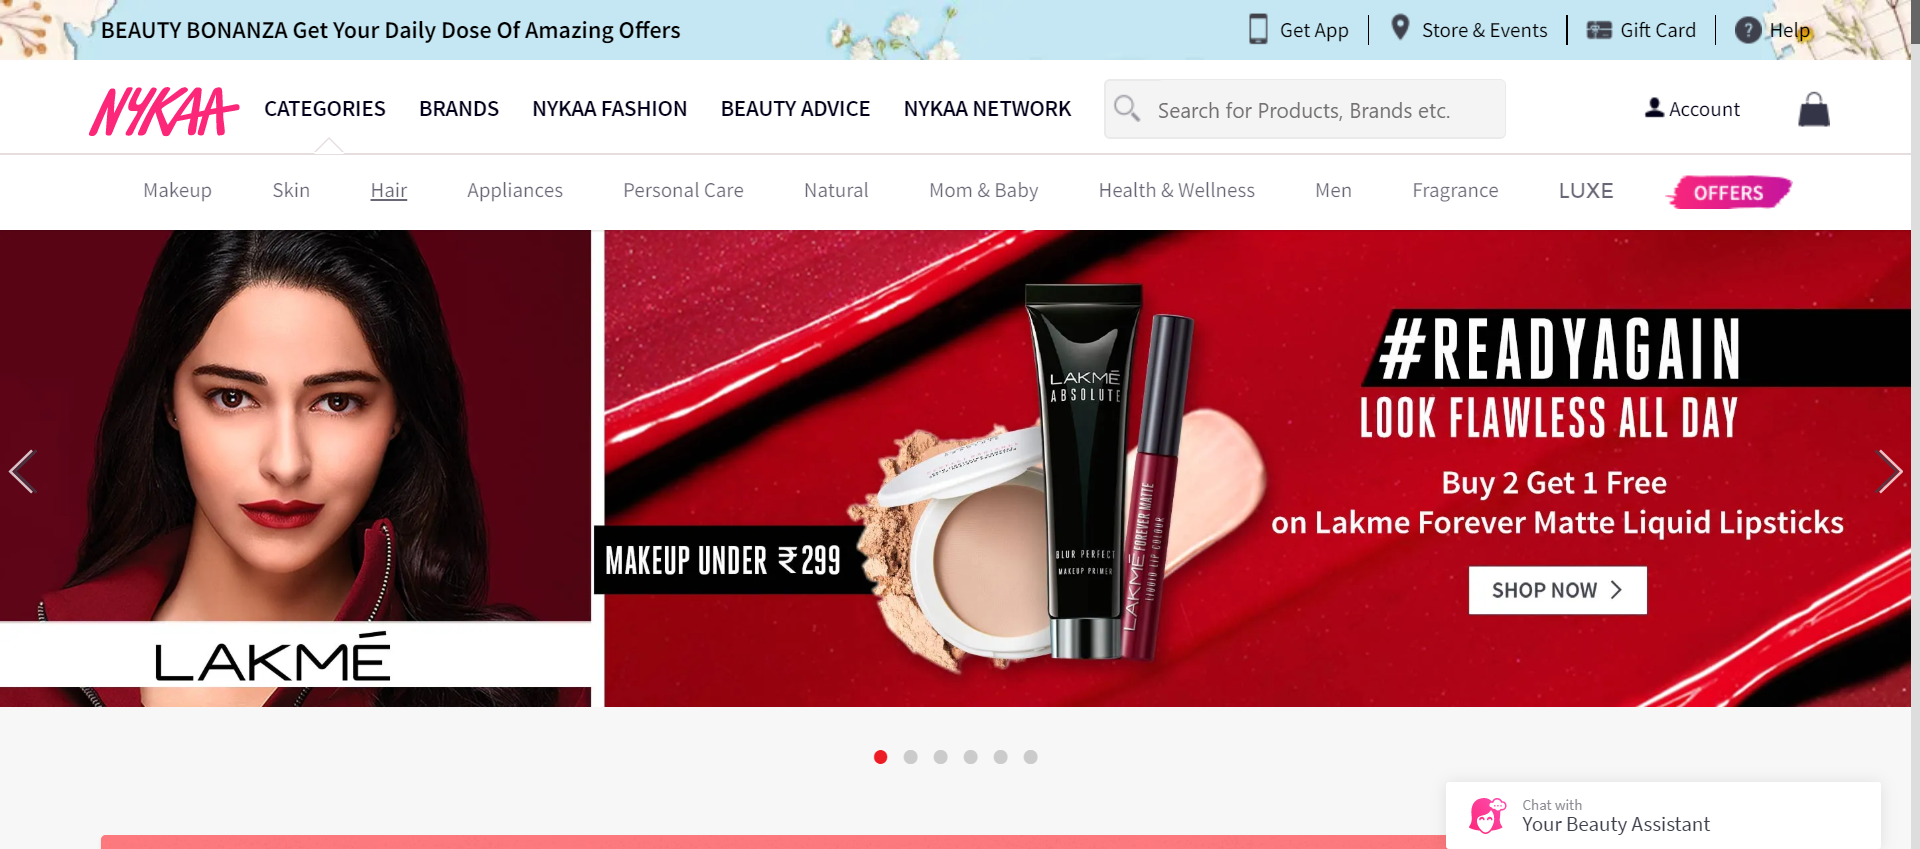 BEAUTY BONANZA Get Your Daily Dose Of Amazing Offers
Get App
Store & Events
Gift Card
? Help
NYKAA
CATEGORIES
BRANDS
NYKAA FASHION
BEAUTY ADVICE
NYKAA NETWORK
Search for Products, Brands etc.
Account
Makeup
Skin
Hair
Appliances
Personal Care
Natural
Mom & Baby
Health & Wellness
Men
Fragrance
LUXE
OFFERS
LAKMÉ
MAKEUP UNDER ₹299
LAKMÉ
ABSOLUTE
BLUR PERFECT
MAKEUP PRIMER
LAKMÉ FOREVER MATTE
LIQUID LIP COLOUR
#READYAGAIN
LOOK FLAWLESS ALL DAY
Buy 2 Get 1 Free
on Lakme Forever Matte Liquid Lipsticks
SHOP NOW
Chat with
Your Beauty Assistant